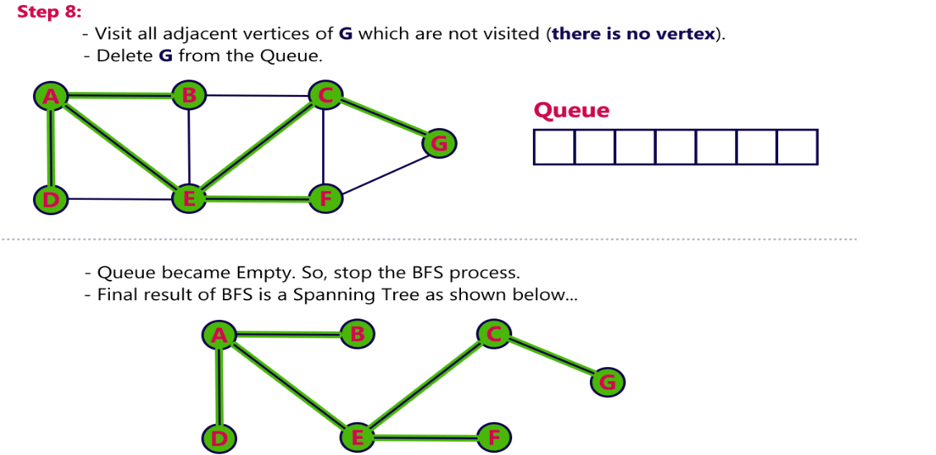 Step 8:
- Visit all adjacent vertices of G which are not visited (there is no vertex).
- Delete G from the Queue.
A B C
Queue
G
D E F
- Queue became Empty. So, stop the BFS process.
- Final result of BFS is a Spanning Tree as shown below...
A B C
G
D E F